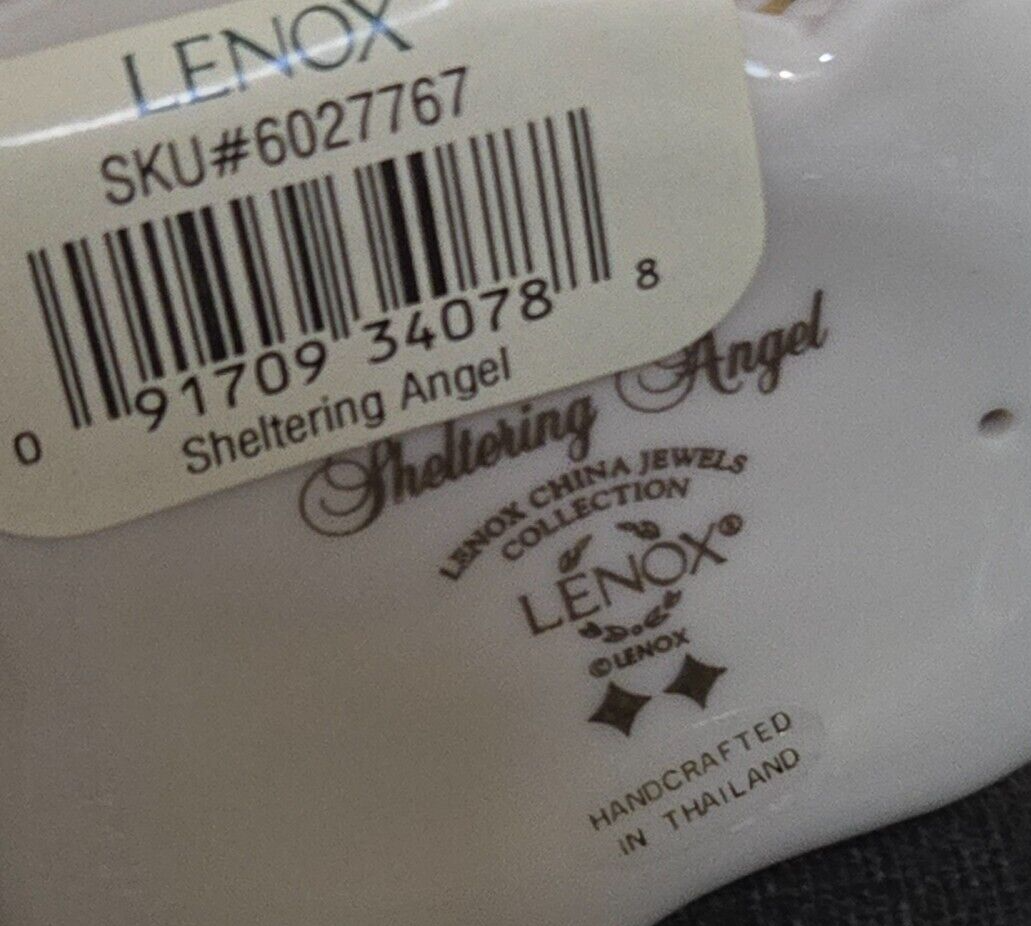 LENOX
SKU#6027767
0 91709 34078 8
Sheltering Angel
Sheltering Angel
LENOX CHINA JEWELS
COLLECTION
LENOX®
©LENOX
HANDCRAFTED
IN THAILAND